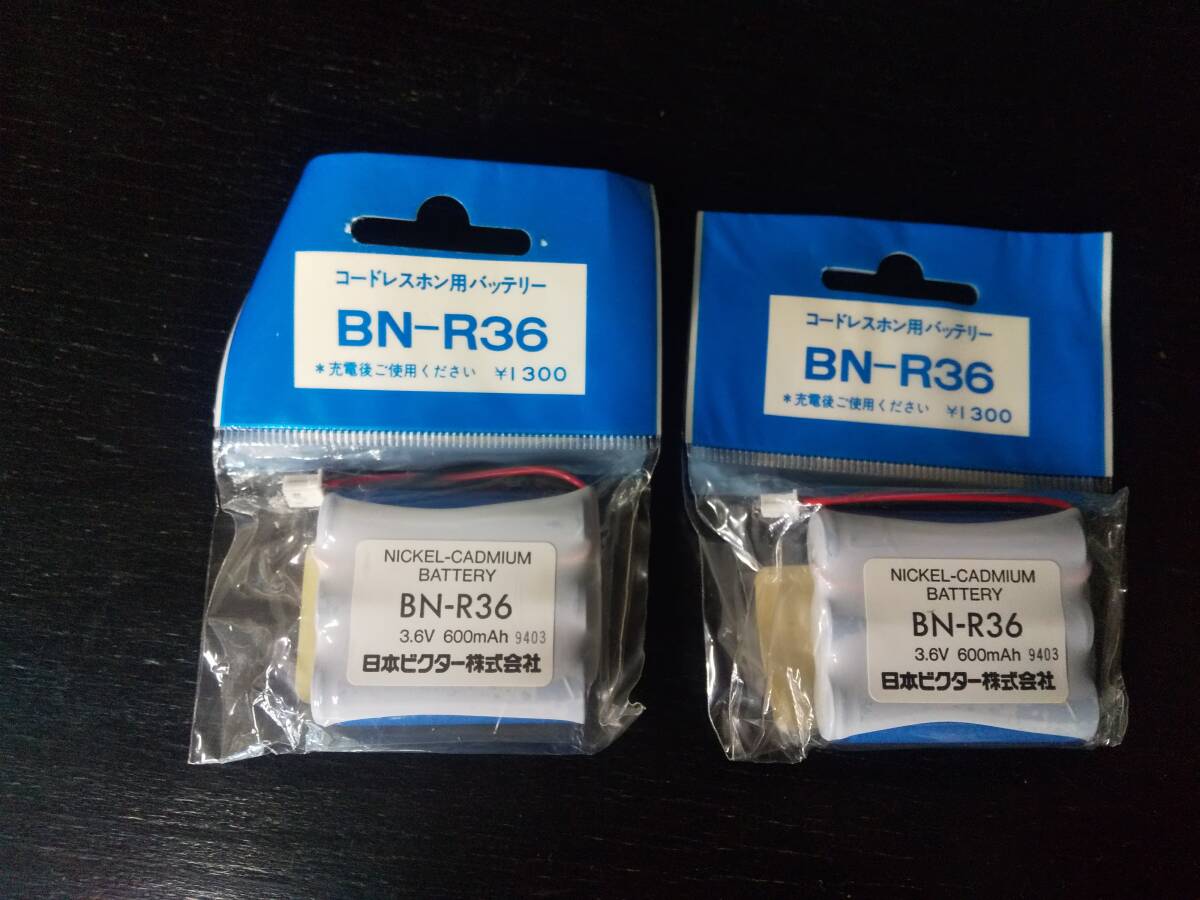 コードレスホン用バッテリー
BN-R36
*充電後ご使用ください ¥1300
NICKEL-CADMIUM
BATTERY
BN-R36
3.6V 600mAh 9403
日本ビクター株式会社
コードレスホン用バッテリー
BN-R36
*充電後ご使用ください ¥1300
NICKEL-CADMIUM
BATTERY
BN-R36
3.6V 600mAh 9403
日本ビクター株式会社